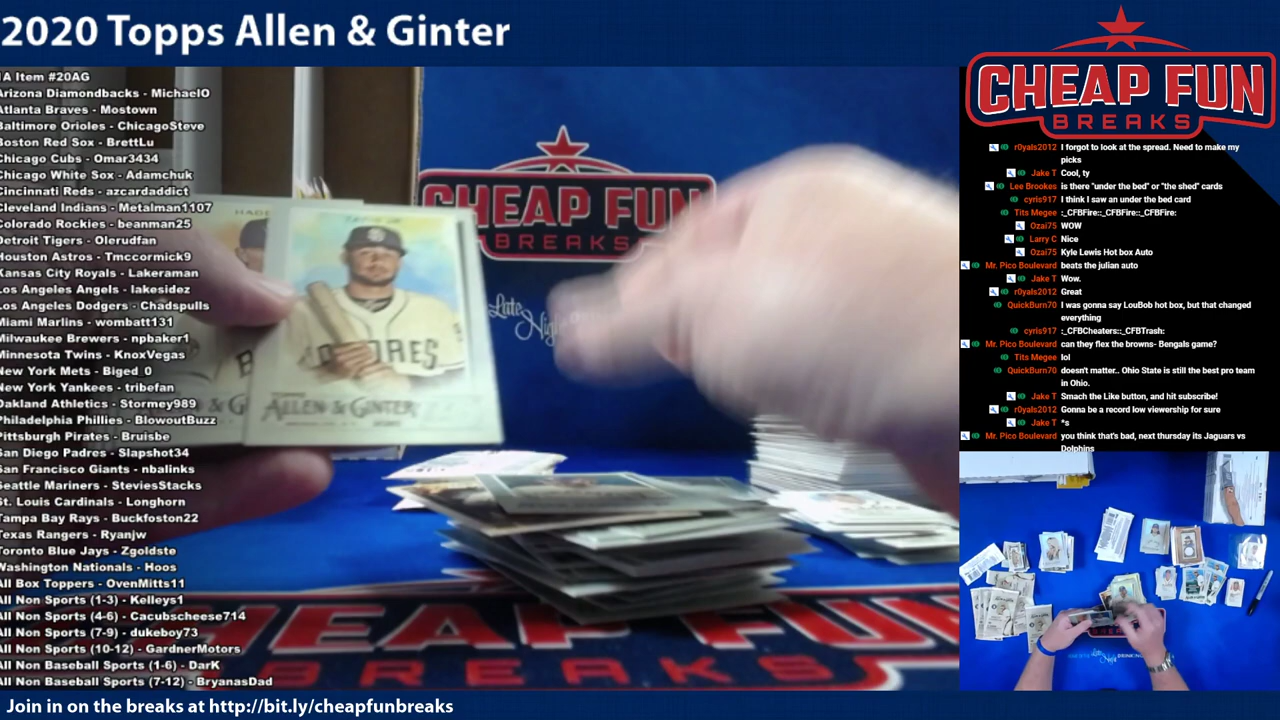 2020 Topps Allen & Ginter
1A Item #20AG
Arizona Diamondbacks - MichaelO
Atlanta Braves - Mostown
Baltimore Orioles - ChicagoSteve
Boston Red Sox - BrettLu
Chicago Cubs - Omar3434
Chicago White Sox - Adamchuk
Cincinnati Reds - azcardaddict
Cleveland Indians - Metalman1107
Colorado Rockies - beanman25
Detroit Tigers - Olerudfan
Houston Astros - Tmccormick9
Kansas City Royals - Lakeraman
Los Angeles Angels - lakesidez
Los Angeles Dodgers - Chadspulls
Miami Marlins - wombatt131
Milwaukee Brewers - npbaker1
Minnesota Twins - KnoxVegas
New York Mets - Biged_0
New York Yankees - tribefan
Oakland Athletics - Stormey989
Philadelphia Phillies - BlowoutBuzz
Pittsburgh Pirates - Bruisbe
San Diego Padres - Slapshot34
San Francisco Giants - nbalinks
Seattle Mariners - SteviesStacks
St. Louis Cardinals - Longhorn
Tampa Bay Rays - Buckfoston22
Texas Rangers - Ryanjw
Toronto Blue Jays - Zgoldste
Washington Nationals - Hoos
All Box Toppers - OvenMitts11
All Non Sports (1-3) - Kelleys1
All Non Sports (4-6) - Cacubscheese714
All Non Sports (7-9) - dukeboy73
All Non Sports (10-12) - GardnerMotors
All Non Baseball Sports (1-6) - DarK
All Non Baseball Sports (7-12) - BryanasDad
CHEAP FUN
BREAKS
Late
Night
ALLEN & GINTER
CHEAP FUN
BREAKS
CHEAP FUN
BREAKS
r0yals2012 I forgot to look at the spread. Need to make my
picks
Jake T Cool, ty
Lee Brookes is there "under the bed" or "the shed" cards
cyris917 I think I saw an under the bed card
Tits Megee :_CFBFire::_CFBFire::_CFBFire:
Ozai75 WOW
Larry C Nice
Ozai75 Kyle Lewis Hot box Auto
Mr. Pico Boulevard beats the julian auto
Jake T Wow.
r0yals2012 Great
QuickBurn70 I was gonna say LouBob hot box, but that changed
everything
cyris917 :_CFBCheaters::_CFBTrash:
Mr. Pico Boulevard can they flex the browns- Bengals game?
Tits Megee lol
QuickBurn70 doesn't matter.. Ohio State is still the best pro team
in Ohio.
Jake T Smach the Like button, and hit subscribe!
r0yals2012 Gonna be a record low viewership for sure
Jake T *s
Mr. Pico Boulevard you think that's bad, next thursday its Jaguars vs
Dolphins
Join in on the breaks at http://bit.ly/cheapfunbreaks